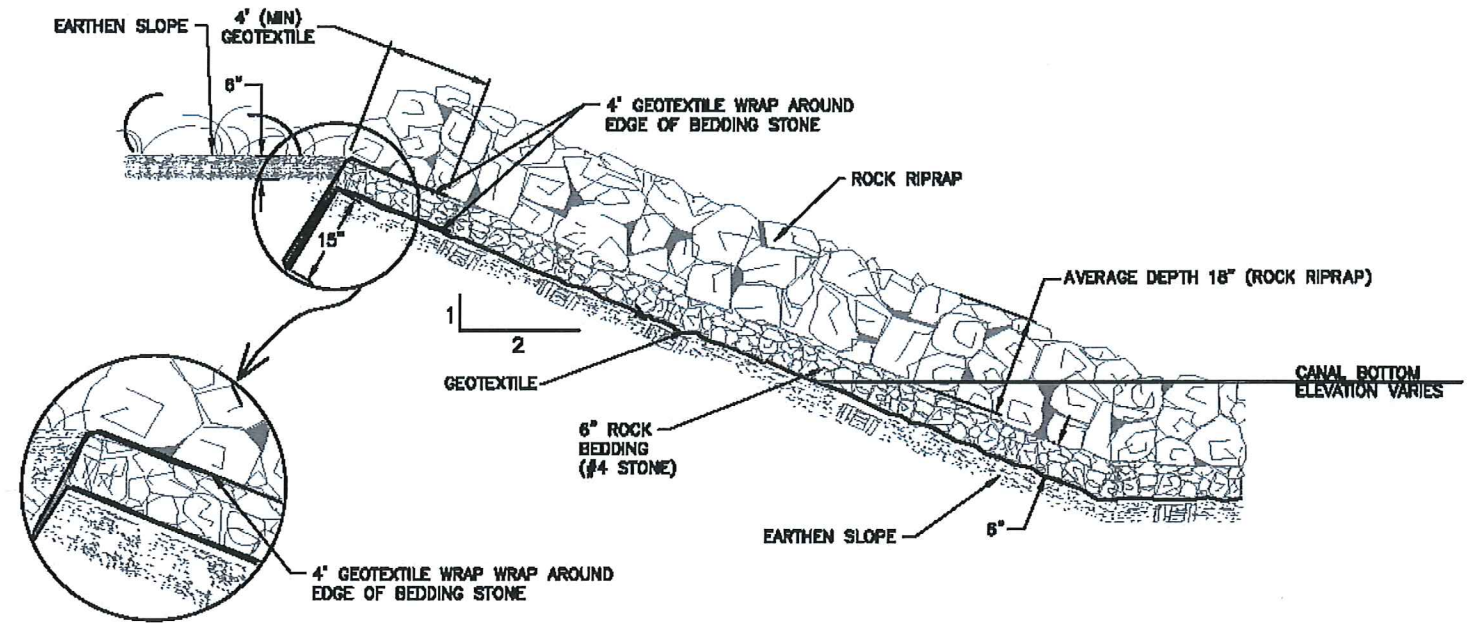 EARTHEN SLOPE
4' (MIN)
GEOTEXTILE
6"
4' GEOTEXTILE WRAP AROUND
EDGE OF BEDDING STONE
ROCK RIPRAP
15"
AVERAGE DEPTH 18" (ROCK RIPRAP)
1
2
GEOTEXTILE
CANAL BOTTOM
ELEVATION VARIES
6" ROCK
BEDDING
(#4 STONE)
EARTHEN SLOPE
6"
4' GEOTEXTILE WRAP WRAP AROUND
EDGE OF BEDDING STONE